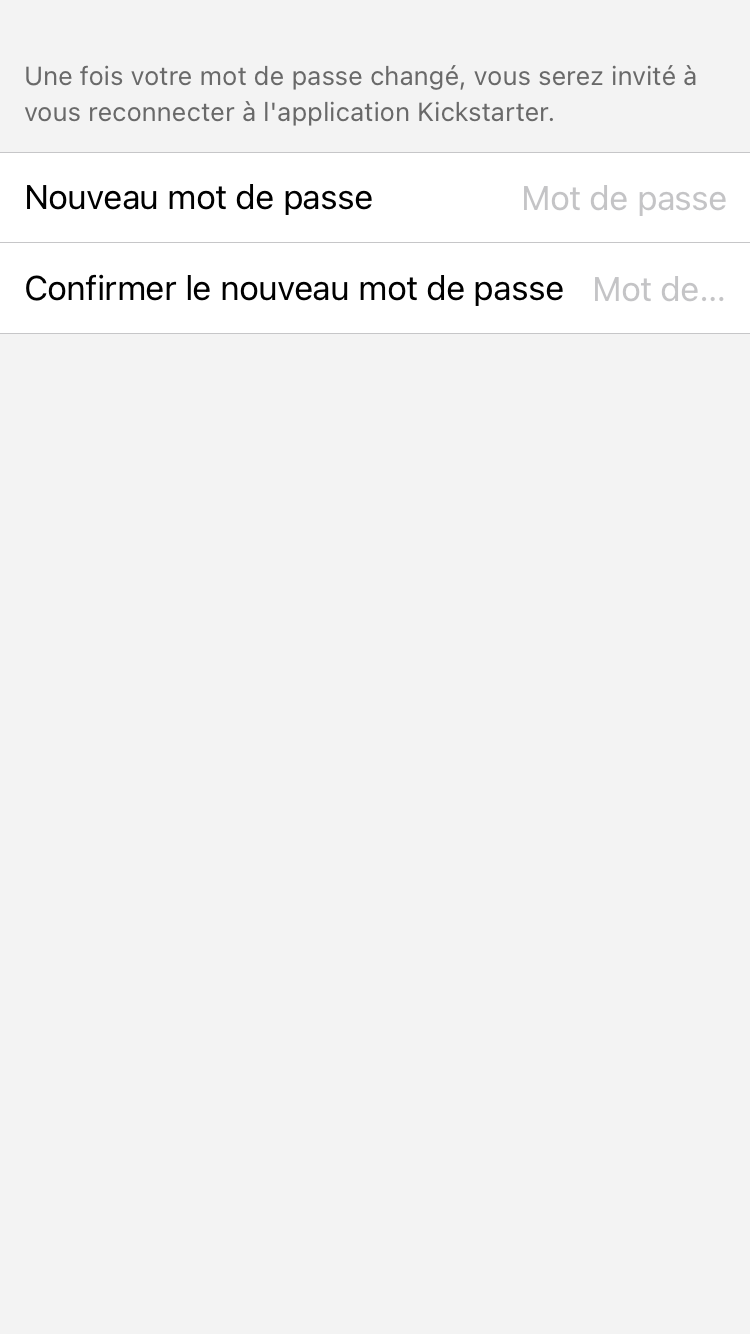 Une fois votre mot de passe changé, vous serez invité à
vous reconnecter à l'application Kickstarter.
Nouveau mot de passe Mot de passe
Confirmer le nouveau mot de passe Mot de...